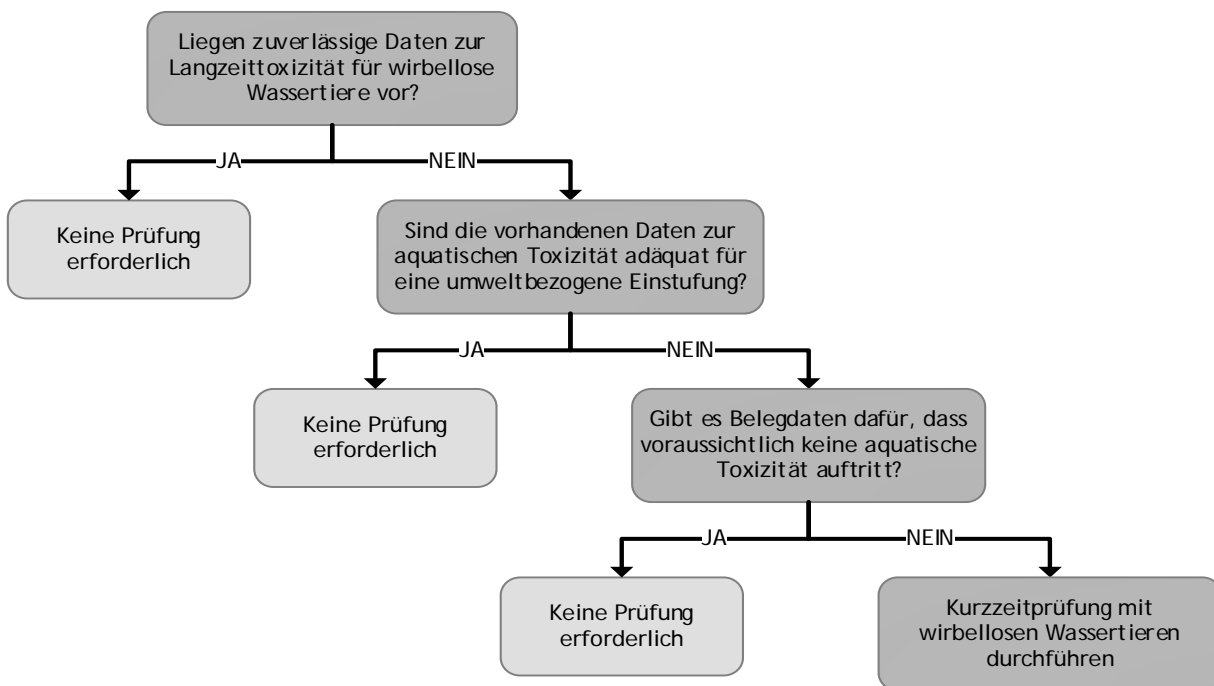 Liegen zuverlässige Daten zur
Langzeittoxizität für wirbellose
Wassertiere vor?
JA
NEIN
Keine Prüfung
erforderlich
Sind die vorhandenen Daten zur
aquatischen Toxizität adäquat für
eine umweltbezogene Einstufung?
JA
NEIN
Keine Prüfung
erforderlich
Gibt es Belegdaten dafür, dass
voraussichtlich keine aquatische
Toxizität auftritt?
JA
NEIN
Keine Prüfung
erforderlich
Kurzzeitprüfung mit
wirbellosen Wassertieren
durchführen